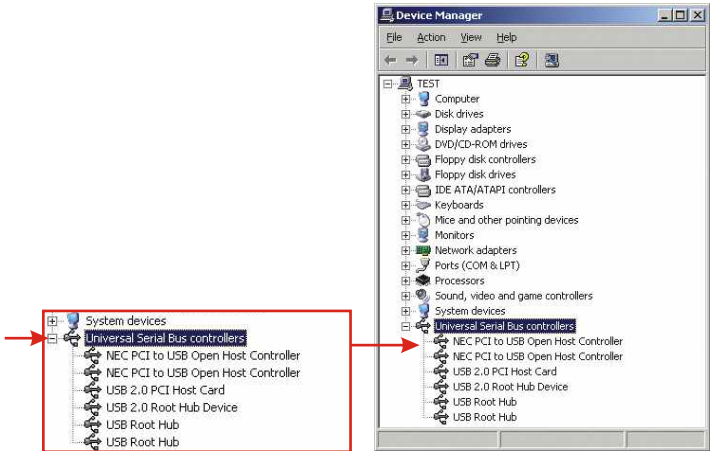 Device Manager
File Action View Help
TEST
Computer
Disk drives
Display adapters
DVD/CD-ROM drives
Floppy disk controllers
Floppy disk drives
IDE ATA/ATAPI controllers
Keyboards
Mice and other pointing devices
Monitors
Network adapters
Ports (COM & LPT)
Processors
Sound, video and game controllers
System devices
Universal Serial Bus controllers
NEC PCI to USB Open Host Controller
NEC PCI to USB Open Host Controller
USB 2.0 PCI Host Card
USB 2.0 Root Hub Device
USB Root Hub
USB Root Hub
System devices
Universal Serial Bus controllers
NEC PCI to USB Open Host Controller
NEC PCI to USB Open Host Controller
USB 2.0 PCI Host Card
USB 2.0 Root Hub Device
USB Root Hub
USB Root Hub